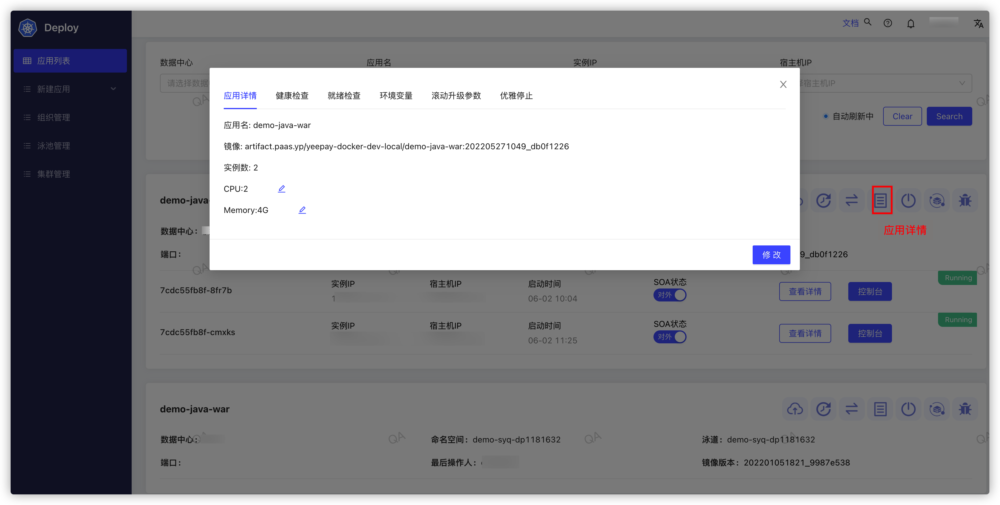 Deploy
文档
应用列表
新建应用
组织管理
泳池管理
集群管理
数据中心 应用名 实例IP 宿主机IP
请选择数据 宿主机IP
自动刷新中 Clear Search
应用详情 健康检查 就绪检查 环境变量 滚动升级参数 优雅停止
应用名: demo-java-war
镜像: artifact.paas.yp/yeepay-docker-dev-local/demo-java-war:202205271049_db0f1226
实例数: 2
CPU:2
Memory:4G
修 改
demo-java-
应用详情
数据中心：
端口： 9_db0f1226
QA QA
Running
7cdc55fb8f-8fr7b 实例IP 宿主机IP 启动时间 SOA状态
1 06-02 10:04 对外 查看详情 控制台
Running
7cdc55fb8f-cmxks 实例IP 宿主机IP 启动时间 SOA状态
06-02 11:25 对外 查看详情 控制台
demo-java-war
数据中心： 命名空间：demo-syq-dp1181632 泳道：demo-syq-dp1181632
QA QA QA QA QA
端口： 最后操作人： 镜像版本：202201051821_9987e538